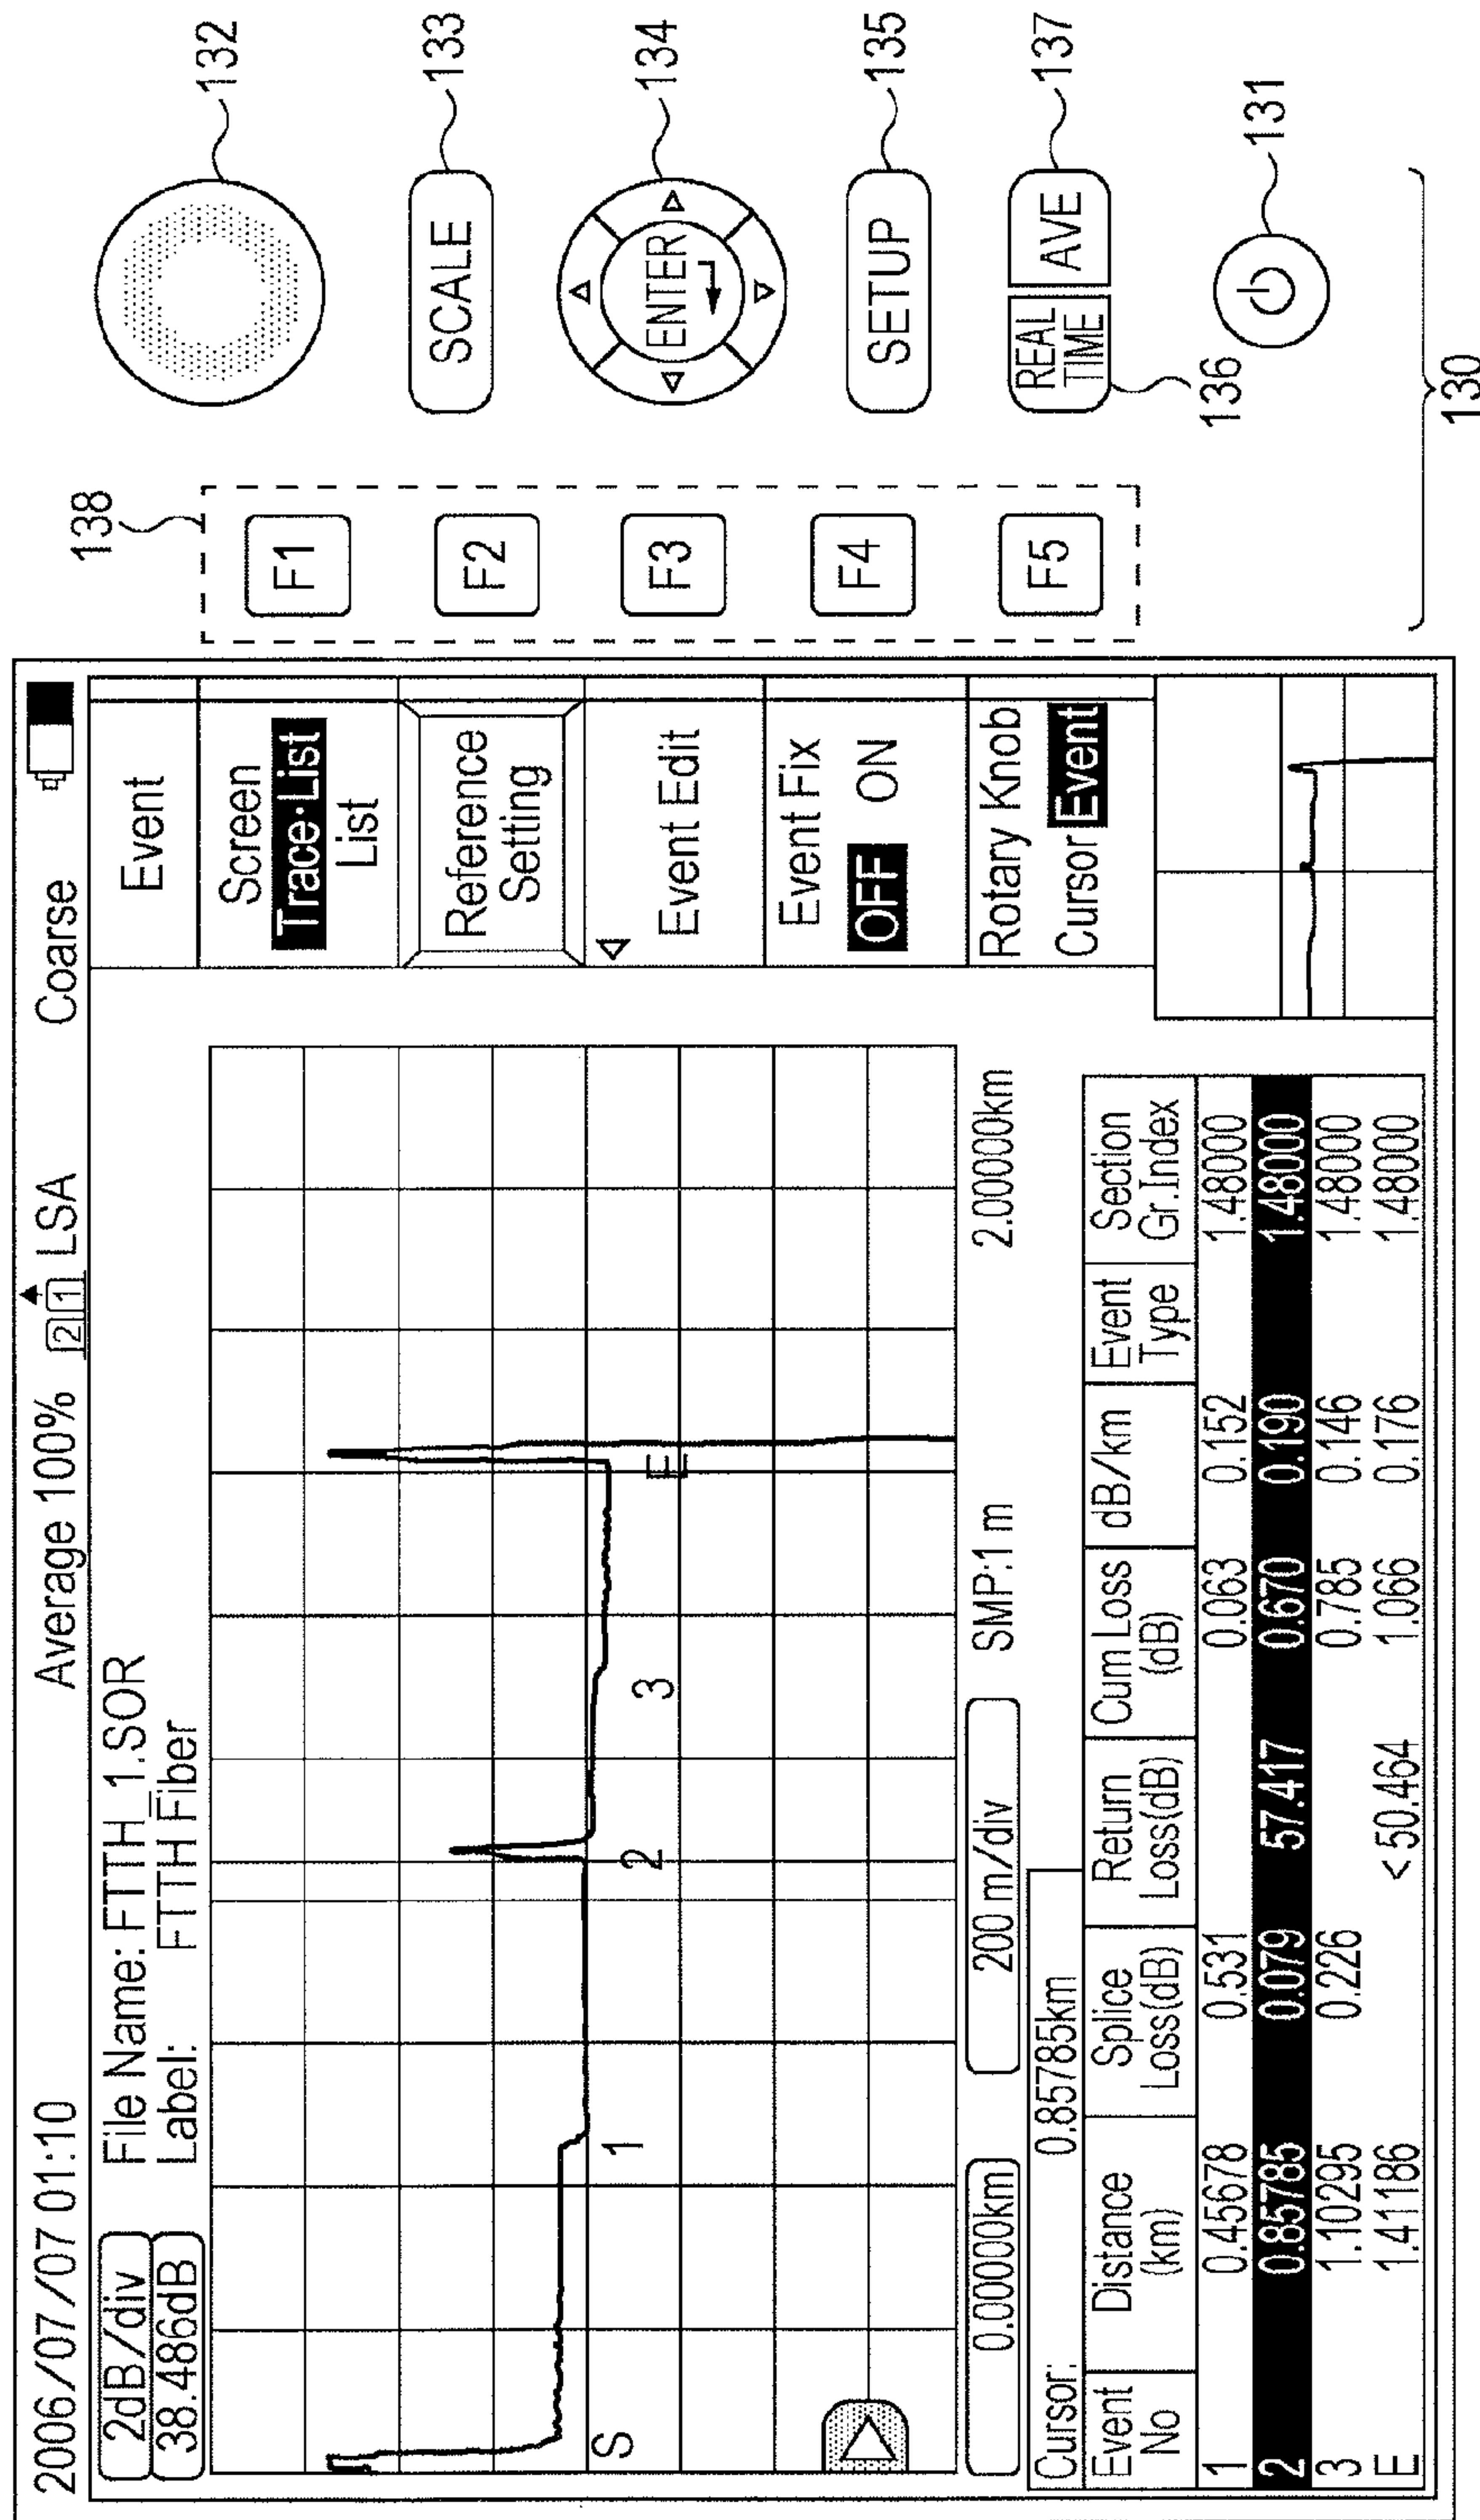 2006/07/07 01:10 Average 100% 2 1 LSA Coarse
2dB/div
38.486dB
File Name: FTTH_1.SOR
Label: FTTH Fiber
S 1 2 3 E
0.00000km 200 m/div SMP:1 m 2.00000km
Cursor: 0.85785km
Event No Distance (km) Splice Loss(dB) Return Loss(dB) Cum Loss (dB) dB/km Event Type Section Gr.Index
1 0.45678 0.531 0.063 0.152 1.48000
2 0.85785 0.079 57.417 0.670 0.190 1.48000
3 1.10295 0.226 0.785 0.146 1.48000
E 1.41186 <50.464 1.066 0.176 1.48000
Event
Screen
Trace·List
List
Reference
Setting
Event Edit
Event Fix
OFF ON
Rotary Knob
Cursor Event
138
F1
F2
F3
F4
F5
132
SCALE 133
ENTER 134
SETUP 135
REAL TIME AVE 137
136
131
130